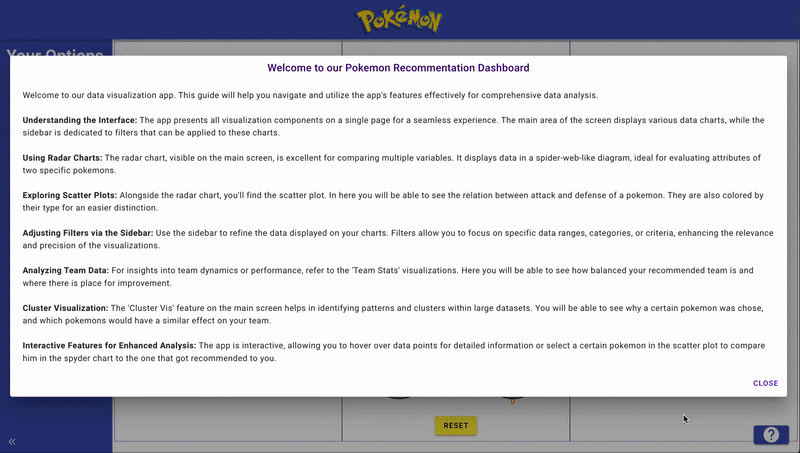 POKéMON
Your Options
Welcome to our Pokemon Recommentation Dashboard
Welcome to our data visualization app. This guide will help you navigate and utilize the app's features effectively for comprehensive data analysis.
Understanding the Interface: The app presents all visualization components on a single page for a seamless experience. The main area of the screen displays various data charts, while the
sidebar is dedicated to filters that can be applied to these charts.
Using Radar Charts: The radar chart, visible on the main screen, is excellent for comparing multiple variables. It displays data in a spider-web-like diagram, ideal for evaluating attributes of
two specific pokemons.
Exploring Scatter Plots: Alongside the radar chart, you'll find the scatter plot. In here you will be able to see the relation between attack and defense of a pokemon. They are also colored by
their type for an easier distinction.
Adjusting Filters via the Sidebar: Use the sidebar to refine the data displayed on your charts. Filters allow you to focus on specific data ranges, categories, or criteria, enhancing the relevance
and precision of the visualizations.
Analyzing Team Data: For insights into team dynamics or performance, refer to the 'Team Stats' visualizations. Here you will be able to see how balanced your recommended team is and
where there is place for improvement.
Cluster Visualization: The 'Cluster Vis' feature on the main screen helps in identifying patterns and clusters within large datasets. You will be able to see why a certain pokemon was chose,
and which pokemons would have a similar effect on your team.
Interactive Features for Enhanced Analysis: The app is interactive, allowing you to hover over data points for detailed information or select a certain pokemon in the scatter plot to compare
him in the spyder chart to the one that got recommended to you.
CLOSE
RESET
?